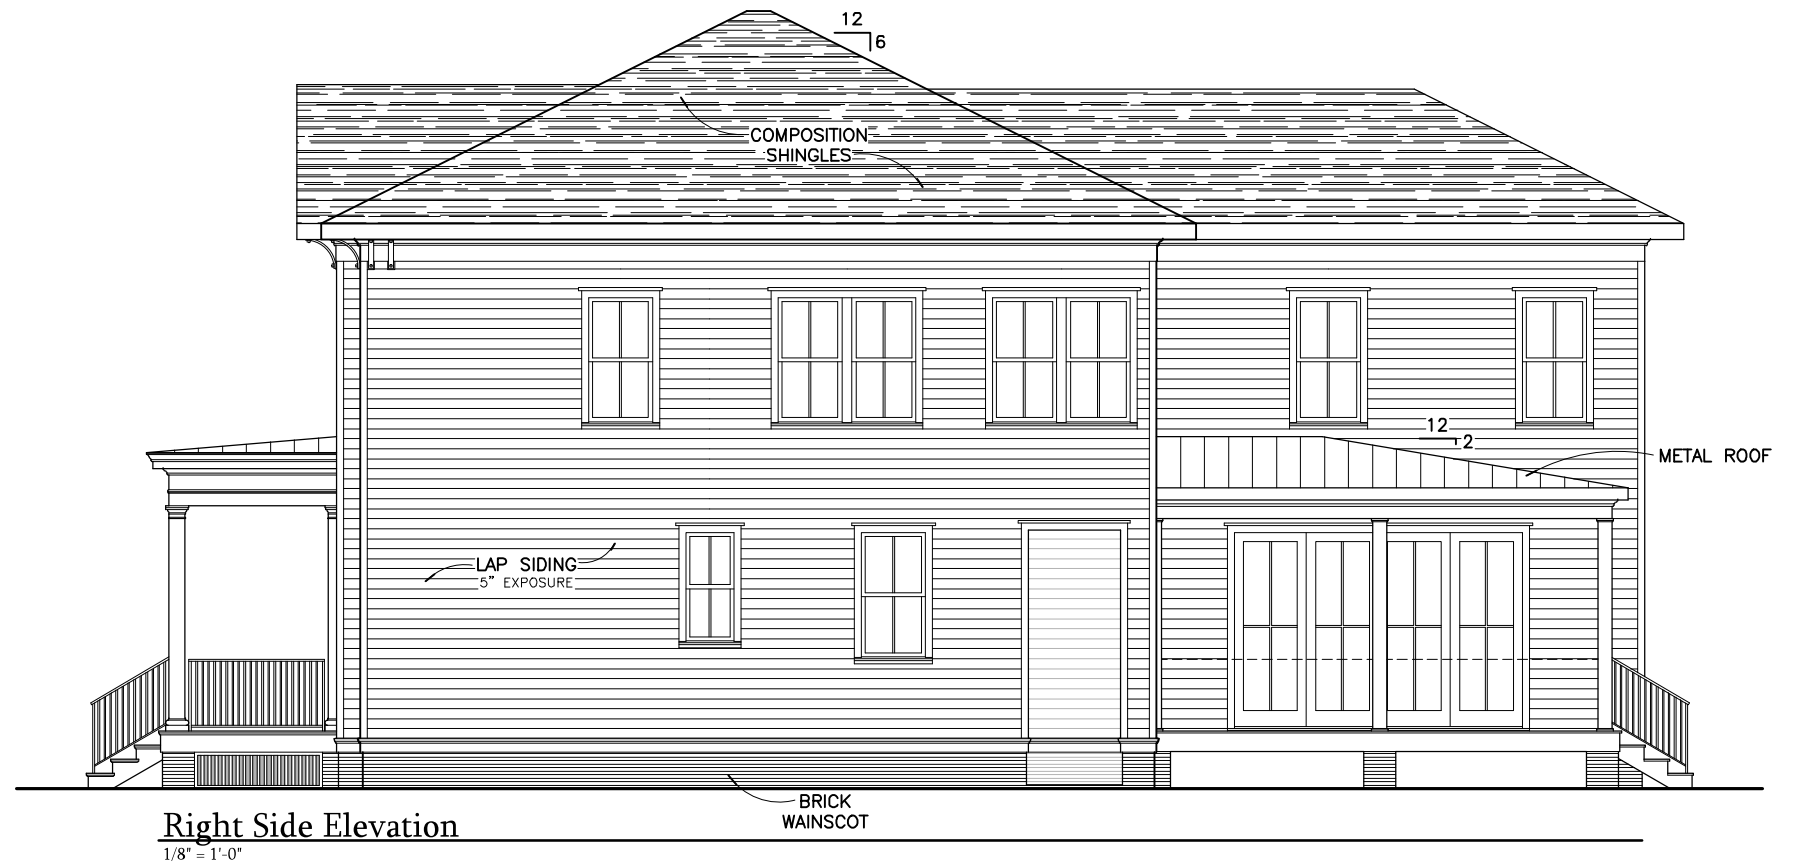 12
6
COMPOSITION
SHINGLES
12
2
METAL ROOF
LAP SIDING
5" EXPOSURE
BRICK
WAINSCOT
Right Side Elevation
1/8" = 1'-0"